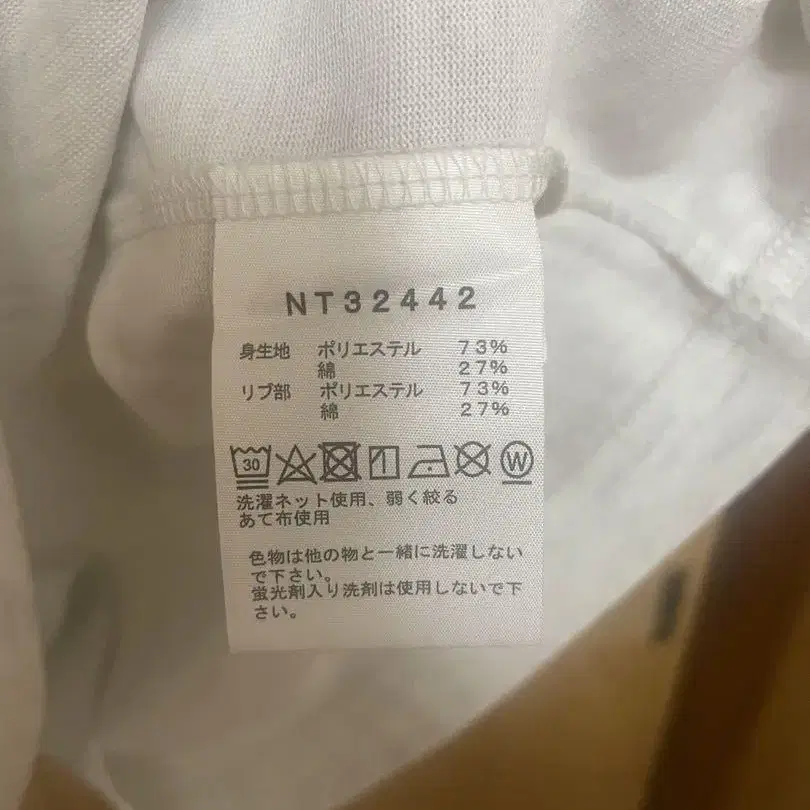 NT32442
身生地 ポリエステル 73%
綿 27%
リブ部 ポリエステル 73%
綿 27%
30 W
洗濯ネット使用、弱く絞る
あて布使用
色物は他の物と一緒に洗濯しない
で下さい。
蛍光剤入り洗剤は使用しないで下
さい。